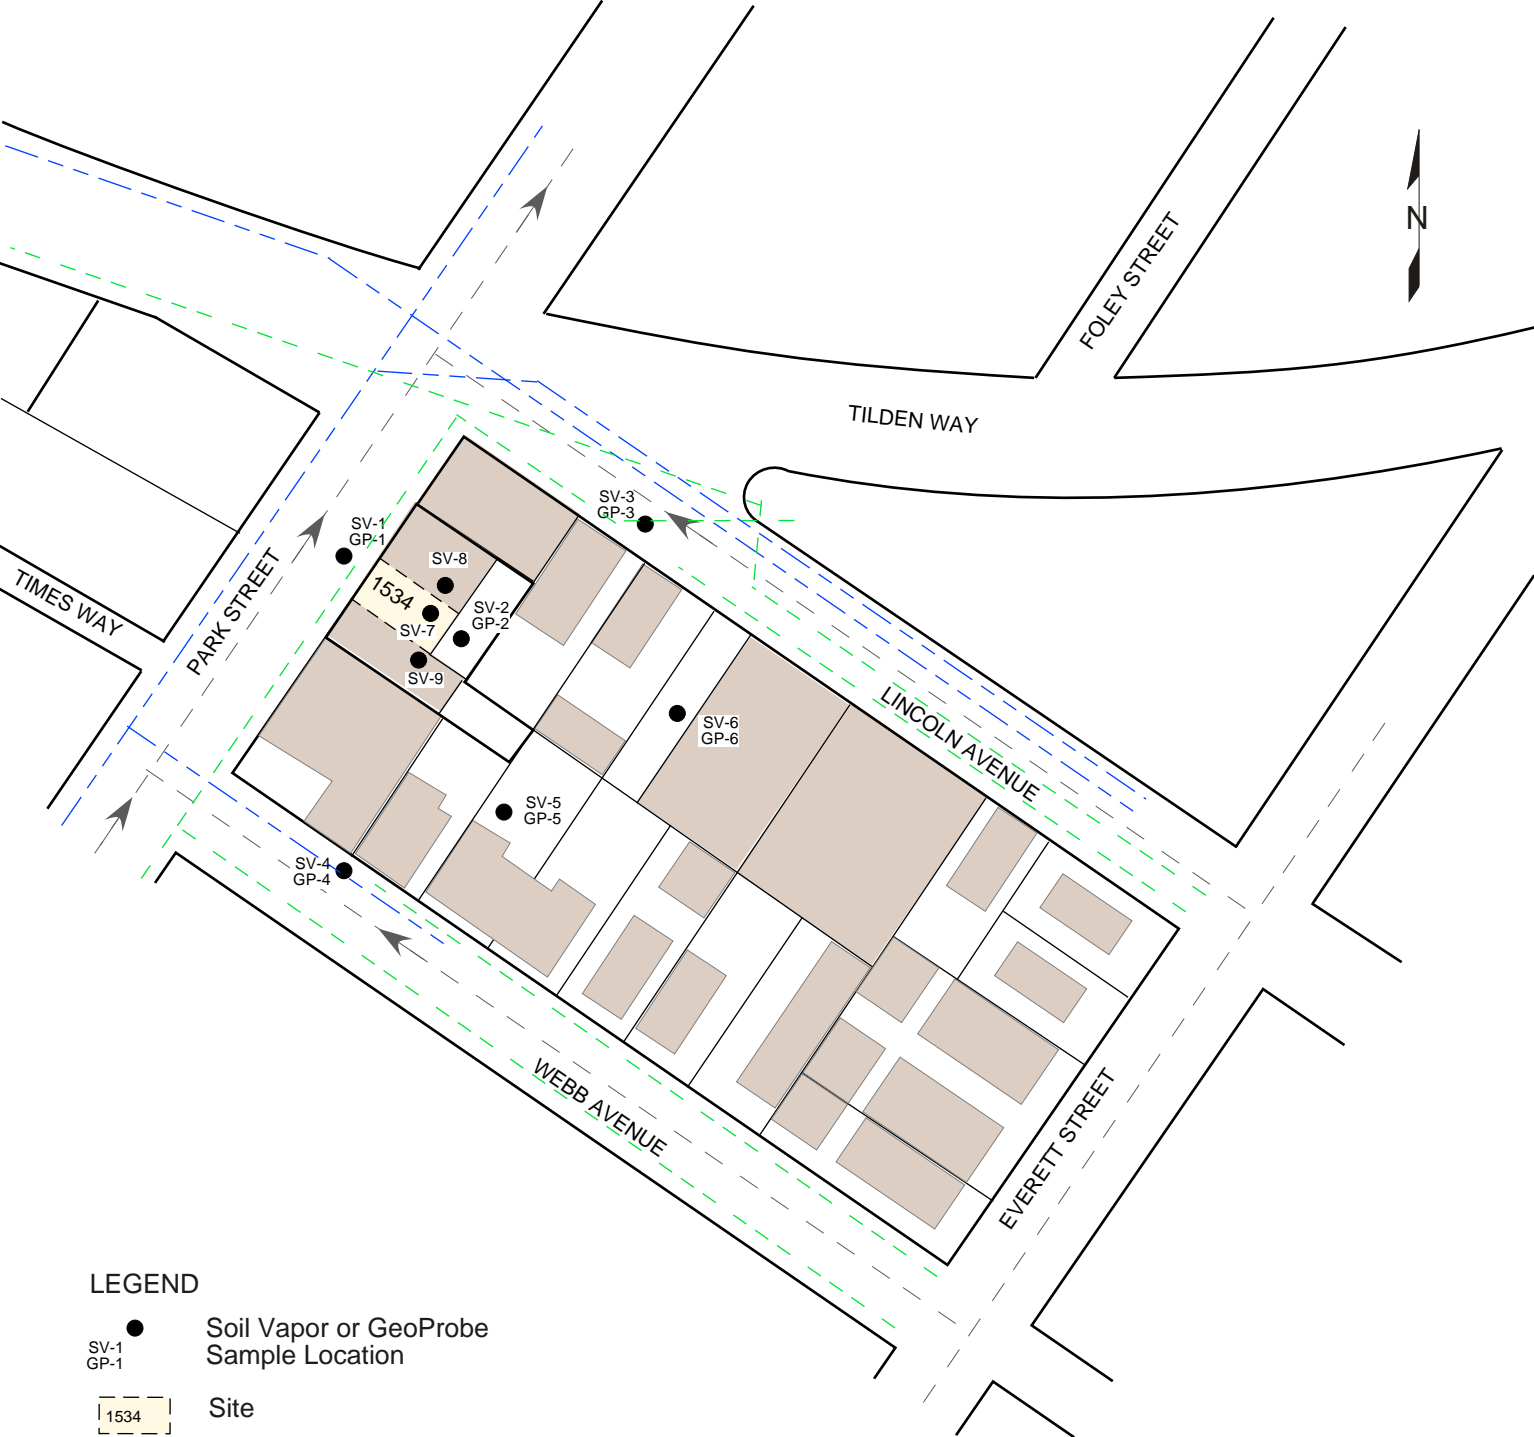 N
FOLEY STREET
TILDEN WAY
SV-3
GP-3
SV-1
GP-1
SV-8
1534
SV-2
GP-2
SV-7
SV-9
TIMES WAY
PARK STREET
SV-6
GP-6
LINCOLN AVENUE
SV-5
GP-5
SV-4
GP-4
WEBB AVENUE
EVERETT STREET
LEGEND
SV-1
GP-1
Soil Vapor or GeoProbe
Sample Location
1534
Site